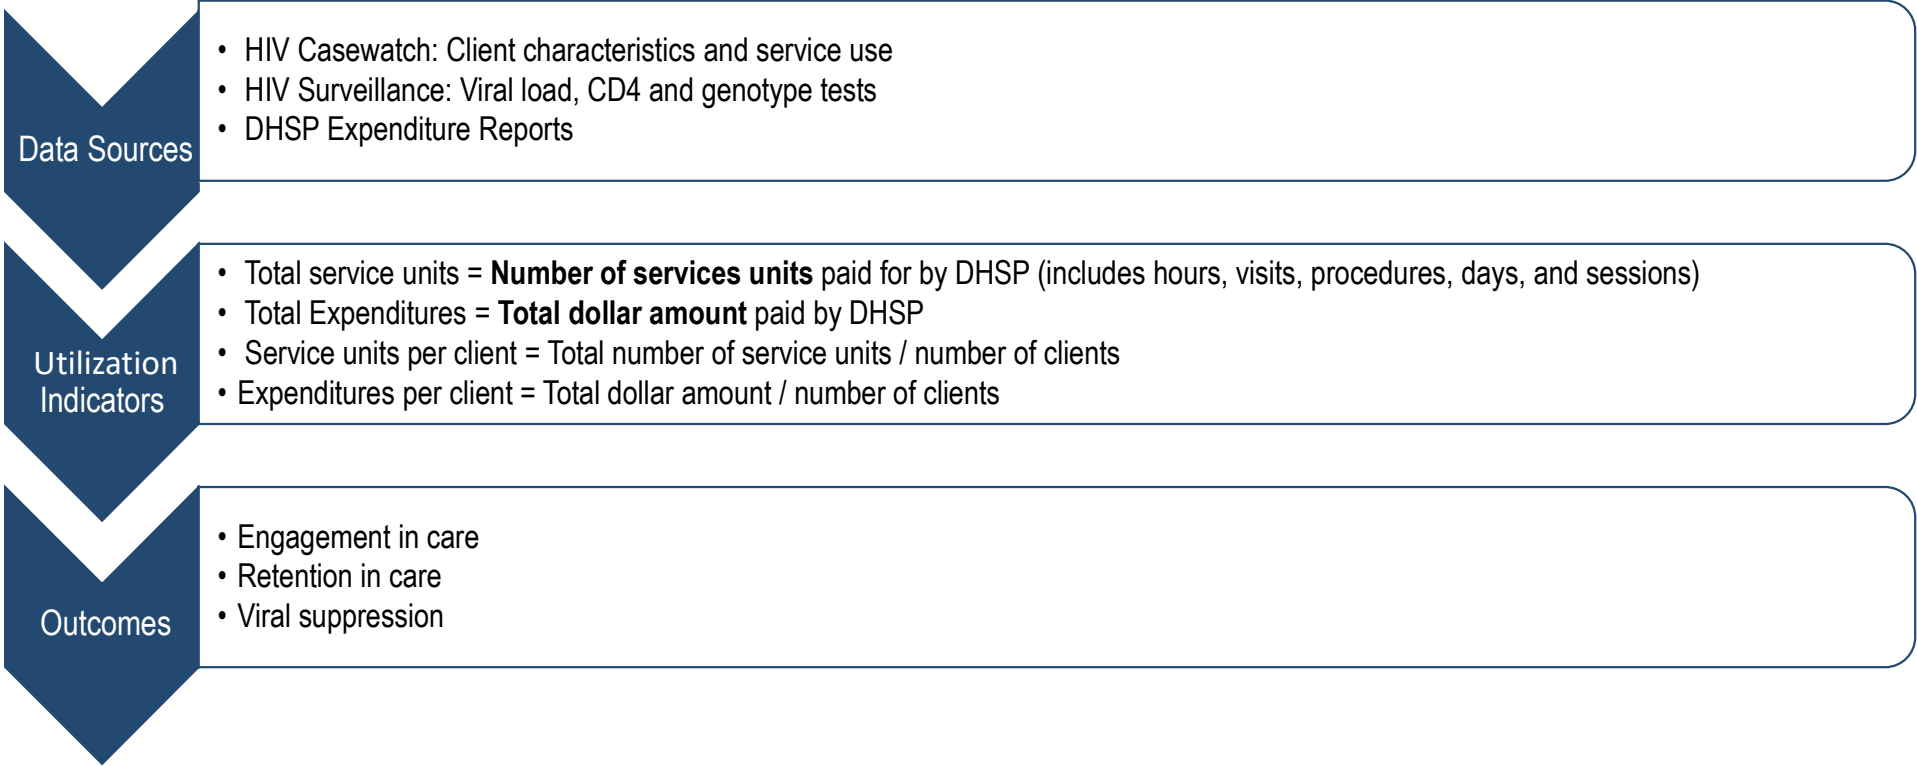 Data Sources
• HIV Casewatch: Client characteristics and service use
• HIV Surveillance: Viral load, CD4 and genotype tests
• DHSP Expenditure Reports
Utilization
Indicators
• Total service units = Number of services units paid for by DHSP (includes hours, visits, procedures, days, and sessions)
• Total Expenditures = Total dollar amount paid by DHSP
• Service units per client = Total number of service units / number of clients
• Expenditures per client = Total dollar amount / number of clients
Outcomes
• Engagement in care
• Retention in care
• Viral suppression